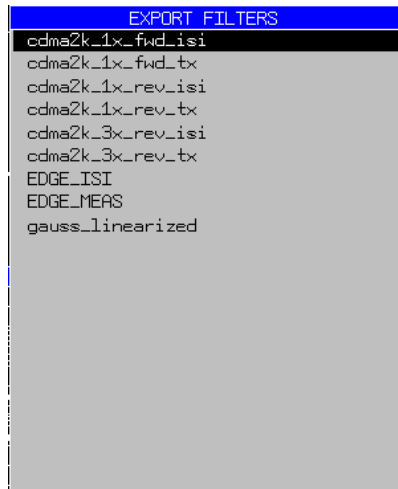 EXPORT FILTERS
cdma2k_1x_fwd_isi
cdma2k_1x_fwd_tx
cdma2k_1x_rev_isi
cdma2k_1x_rev_tx
cdma2k_3x_rev_isi
cdma2k_3x_rev_tx
EDGE_ISI
EDGE_MEAS
gauss_linearized